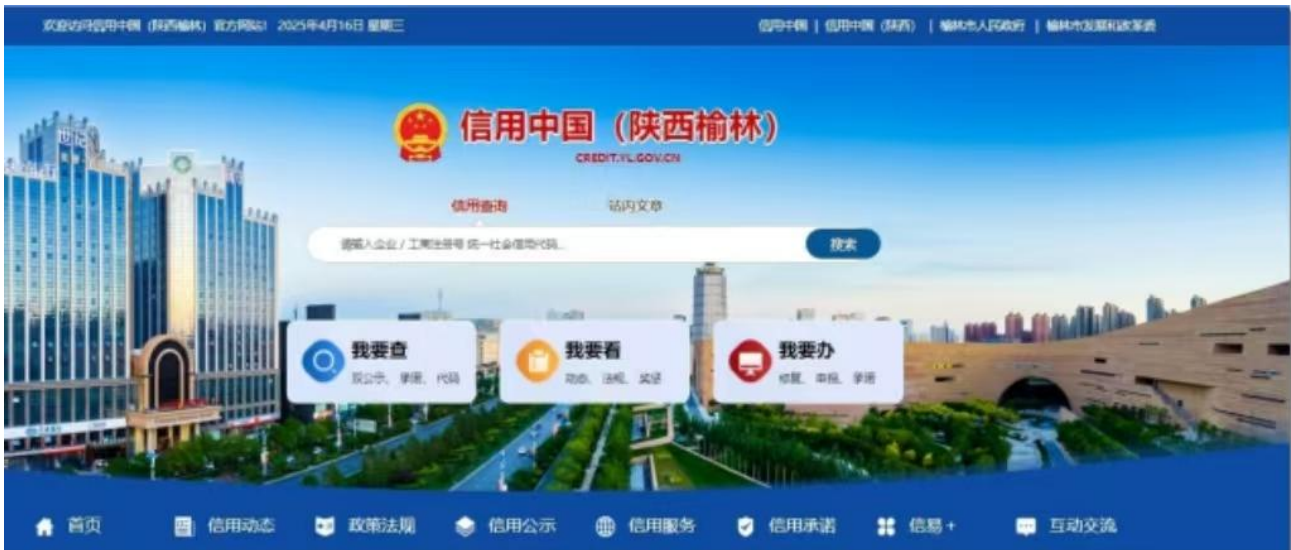 欢迎访问信用中国（陕西榆林）官方网站！ 2025年4月16日 星期三
信用中国 | 信用中国（陕西） | 榆林市人民政府 | 榆林市发展和改革委
信用中国（陕西榆林）
CREDIT.YL.GOV.CN
信用查询 站内文章
请输入企业 / 工商注册号 统一社会信用代码...
搜索
我要查
双公示、承诺、代码
我要看
动态、法规、奖惩
我要办
修复、申报、承诺
首页 信用动态 政策法规 信用公示 信用服务 信用承诺 信易+ 互动交流